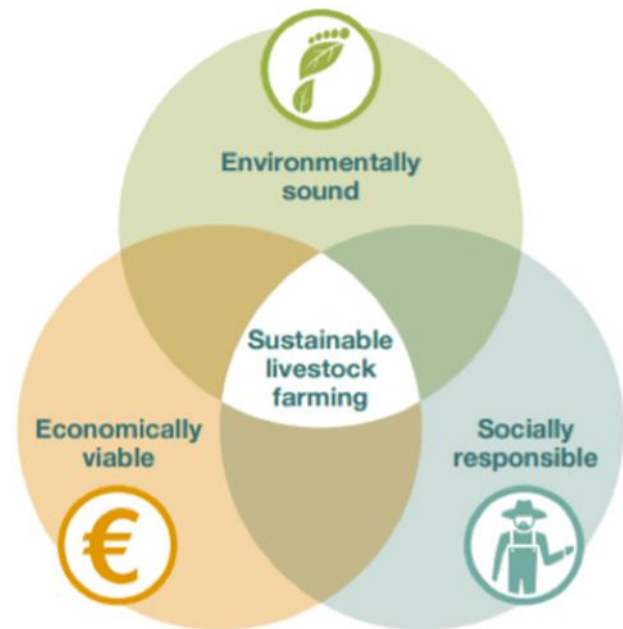 Environmentally
sound
Sustainable
livestock
farming
Economically
viable
Socially
responsible
€